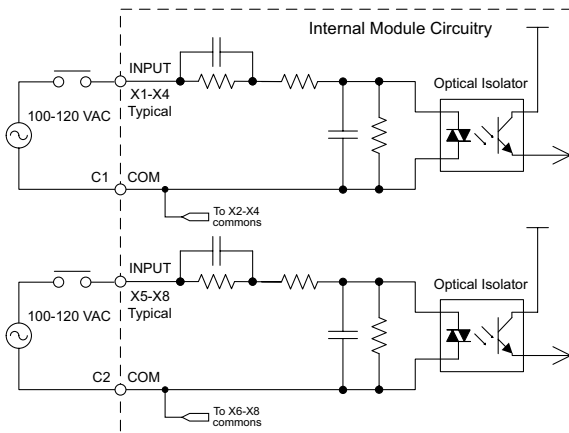 Internal Module Circuitry
INPUT
X1-X4
Typical
Optical Isolator
100-120 VAC
C1
COM
To X2-X4
commons
INPUT
X5-X8
Typical
Optical Isolator
100-120 VAC
C2
COM
To X6-X8
commons